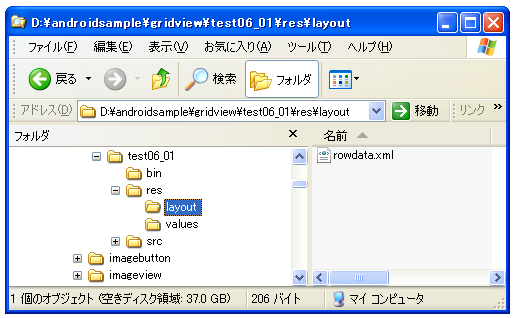 D:¥androidsample¥gridview¥test06_01¥res¥layout
ファイル(F) 編集(E) 表示(V) お気に入り(A) ツール(T) ヘルプ(H)
戻る 検索 フォルダ
アドレス(D) D:¥androidsample¥gridview¥test06_01¥res¥layout 移動 リンク »
フォルダ 名前
test06_01 rowdata.xml
bin
res
layout
values
src
imagebutton
imageview
1 個のオブジェクト (空きディスク領域: 37.0 GB) 206 バイト マイ コンピュータ